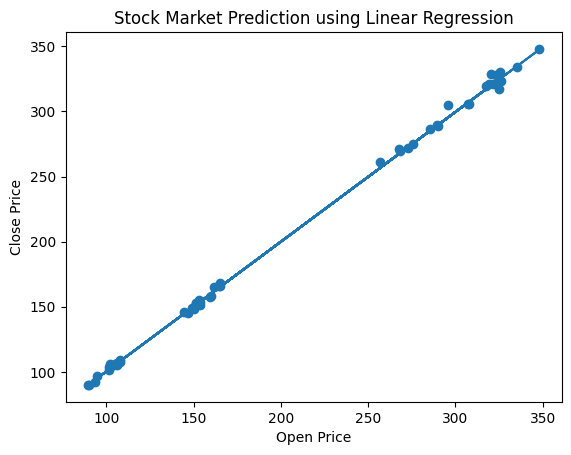 Stock Market Prediction using Linear Regression
350
300
250
200
150
100
Close Price
100 150 200 250 300 350
Open Price